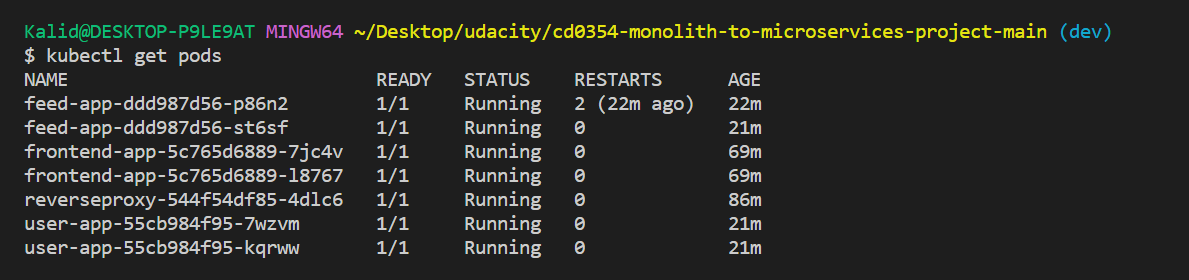 Kalid@DESKTOP-P9LE9AT MINGW64 ~/Desktop/udacity/cd0354-monolith-to-microservices-project-main (dev)
$ kubectl get pods
NAME READY STATUS RESTARTS AGE
feed-app-ddd987d56-p86n2 1/1 Running 2 (22m ago) 22m
feed-app-ddd987d56-st6sf 1/1 Running 0 21m
frontend-app-5c765d6889-7jc4v 1/1 Running 0 69m
frontend-app-5c765d6889-l8767 1/1 Running 0 69m
reverseproxy-544f54df85-4dlc6 1/1 Running 0 86m
user-app-55cb984f95-7wzvm 1/1 Running 0 21m
user-app-55cb984f95-kqrww 1/1 Running 0 21m